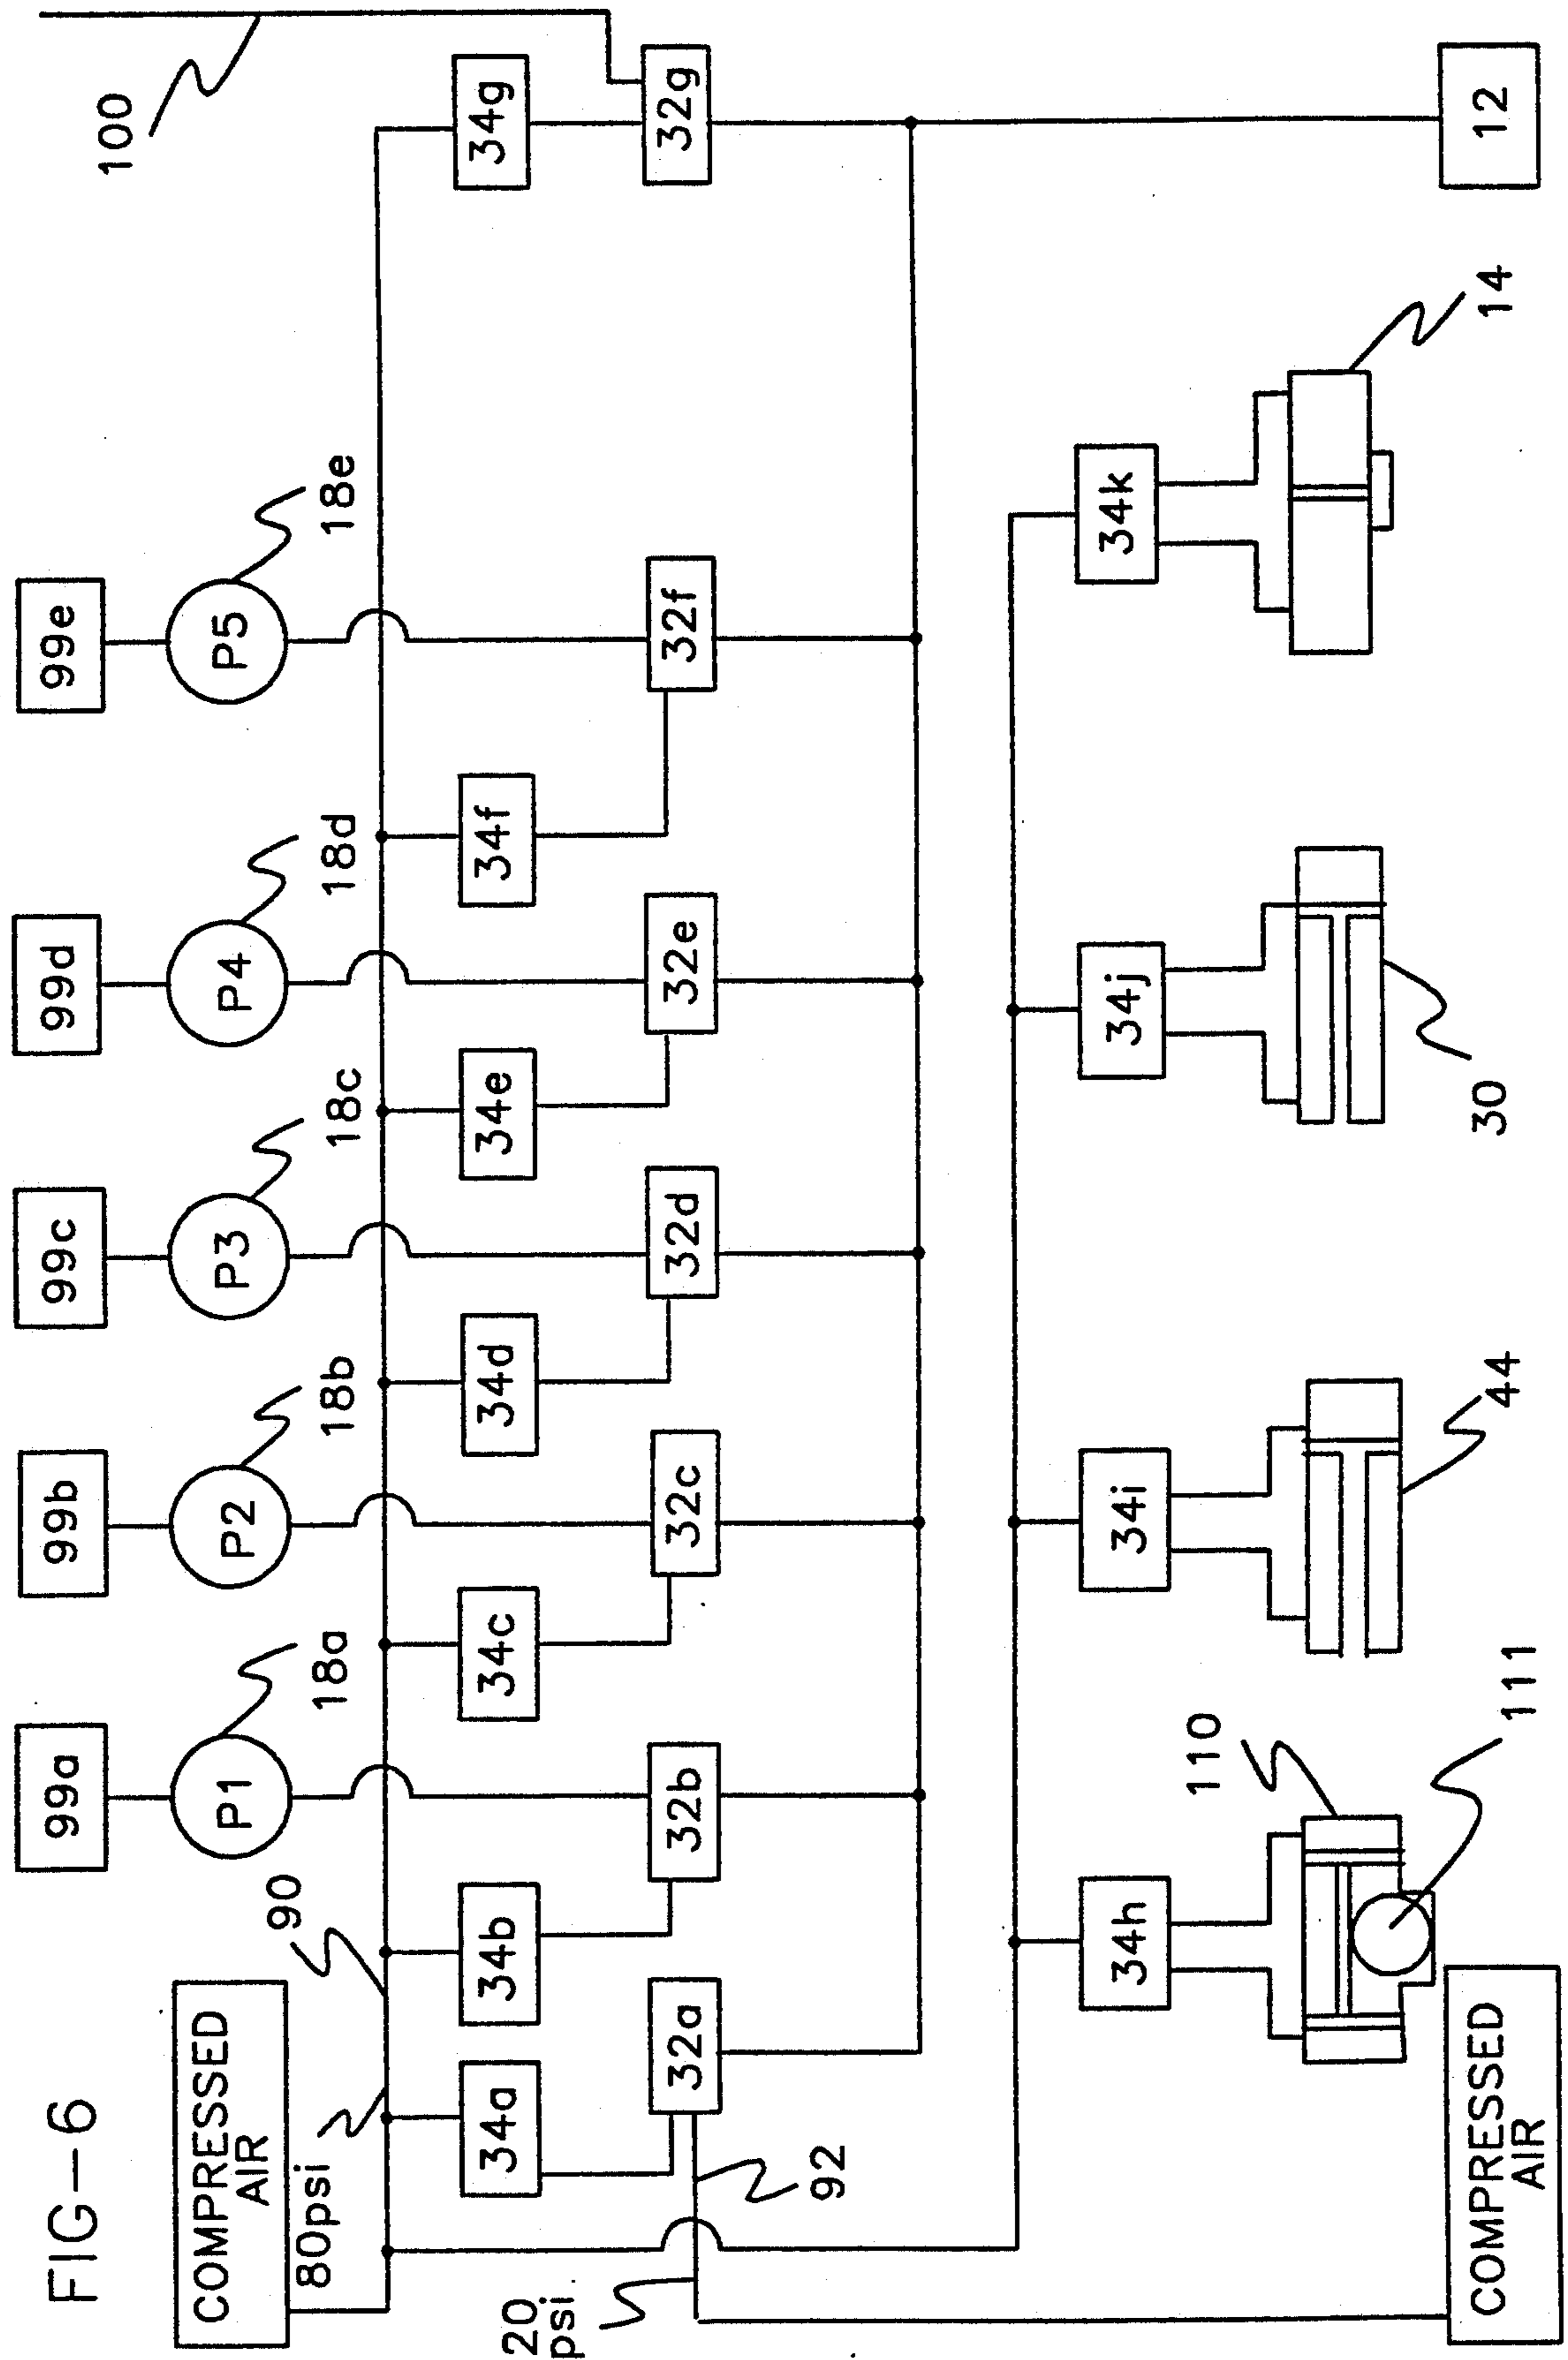 FIG-6
COMPRESSED
AIR
80psi
90
99a
99b
99c
99d
99e
P1
P2
P3
P4
P5
18a
18b
18c
18d
18e
100
34a
34b
34c
34d
34e
34f
34g
20
psi
92
32a
32b
32c
32d
32e
32f
32g
34h
34i
34j
34k
110
111
44
30
14
12
COMPRESSED
AIR